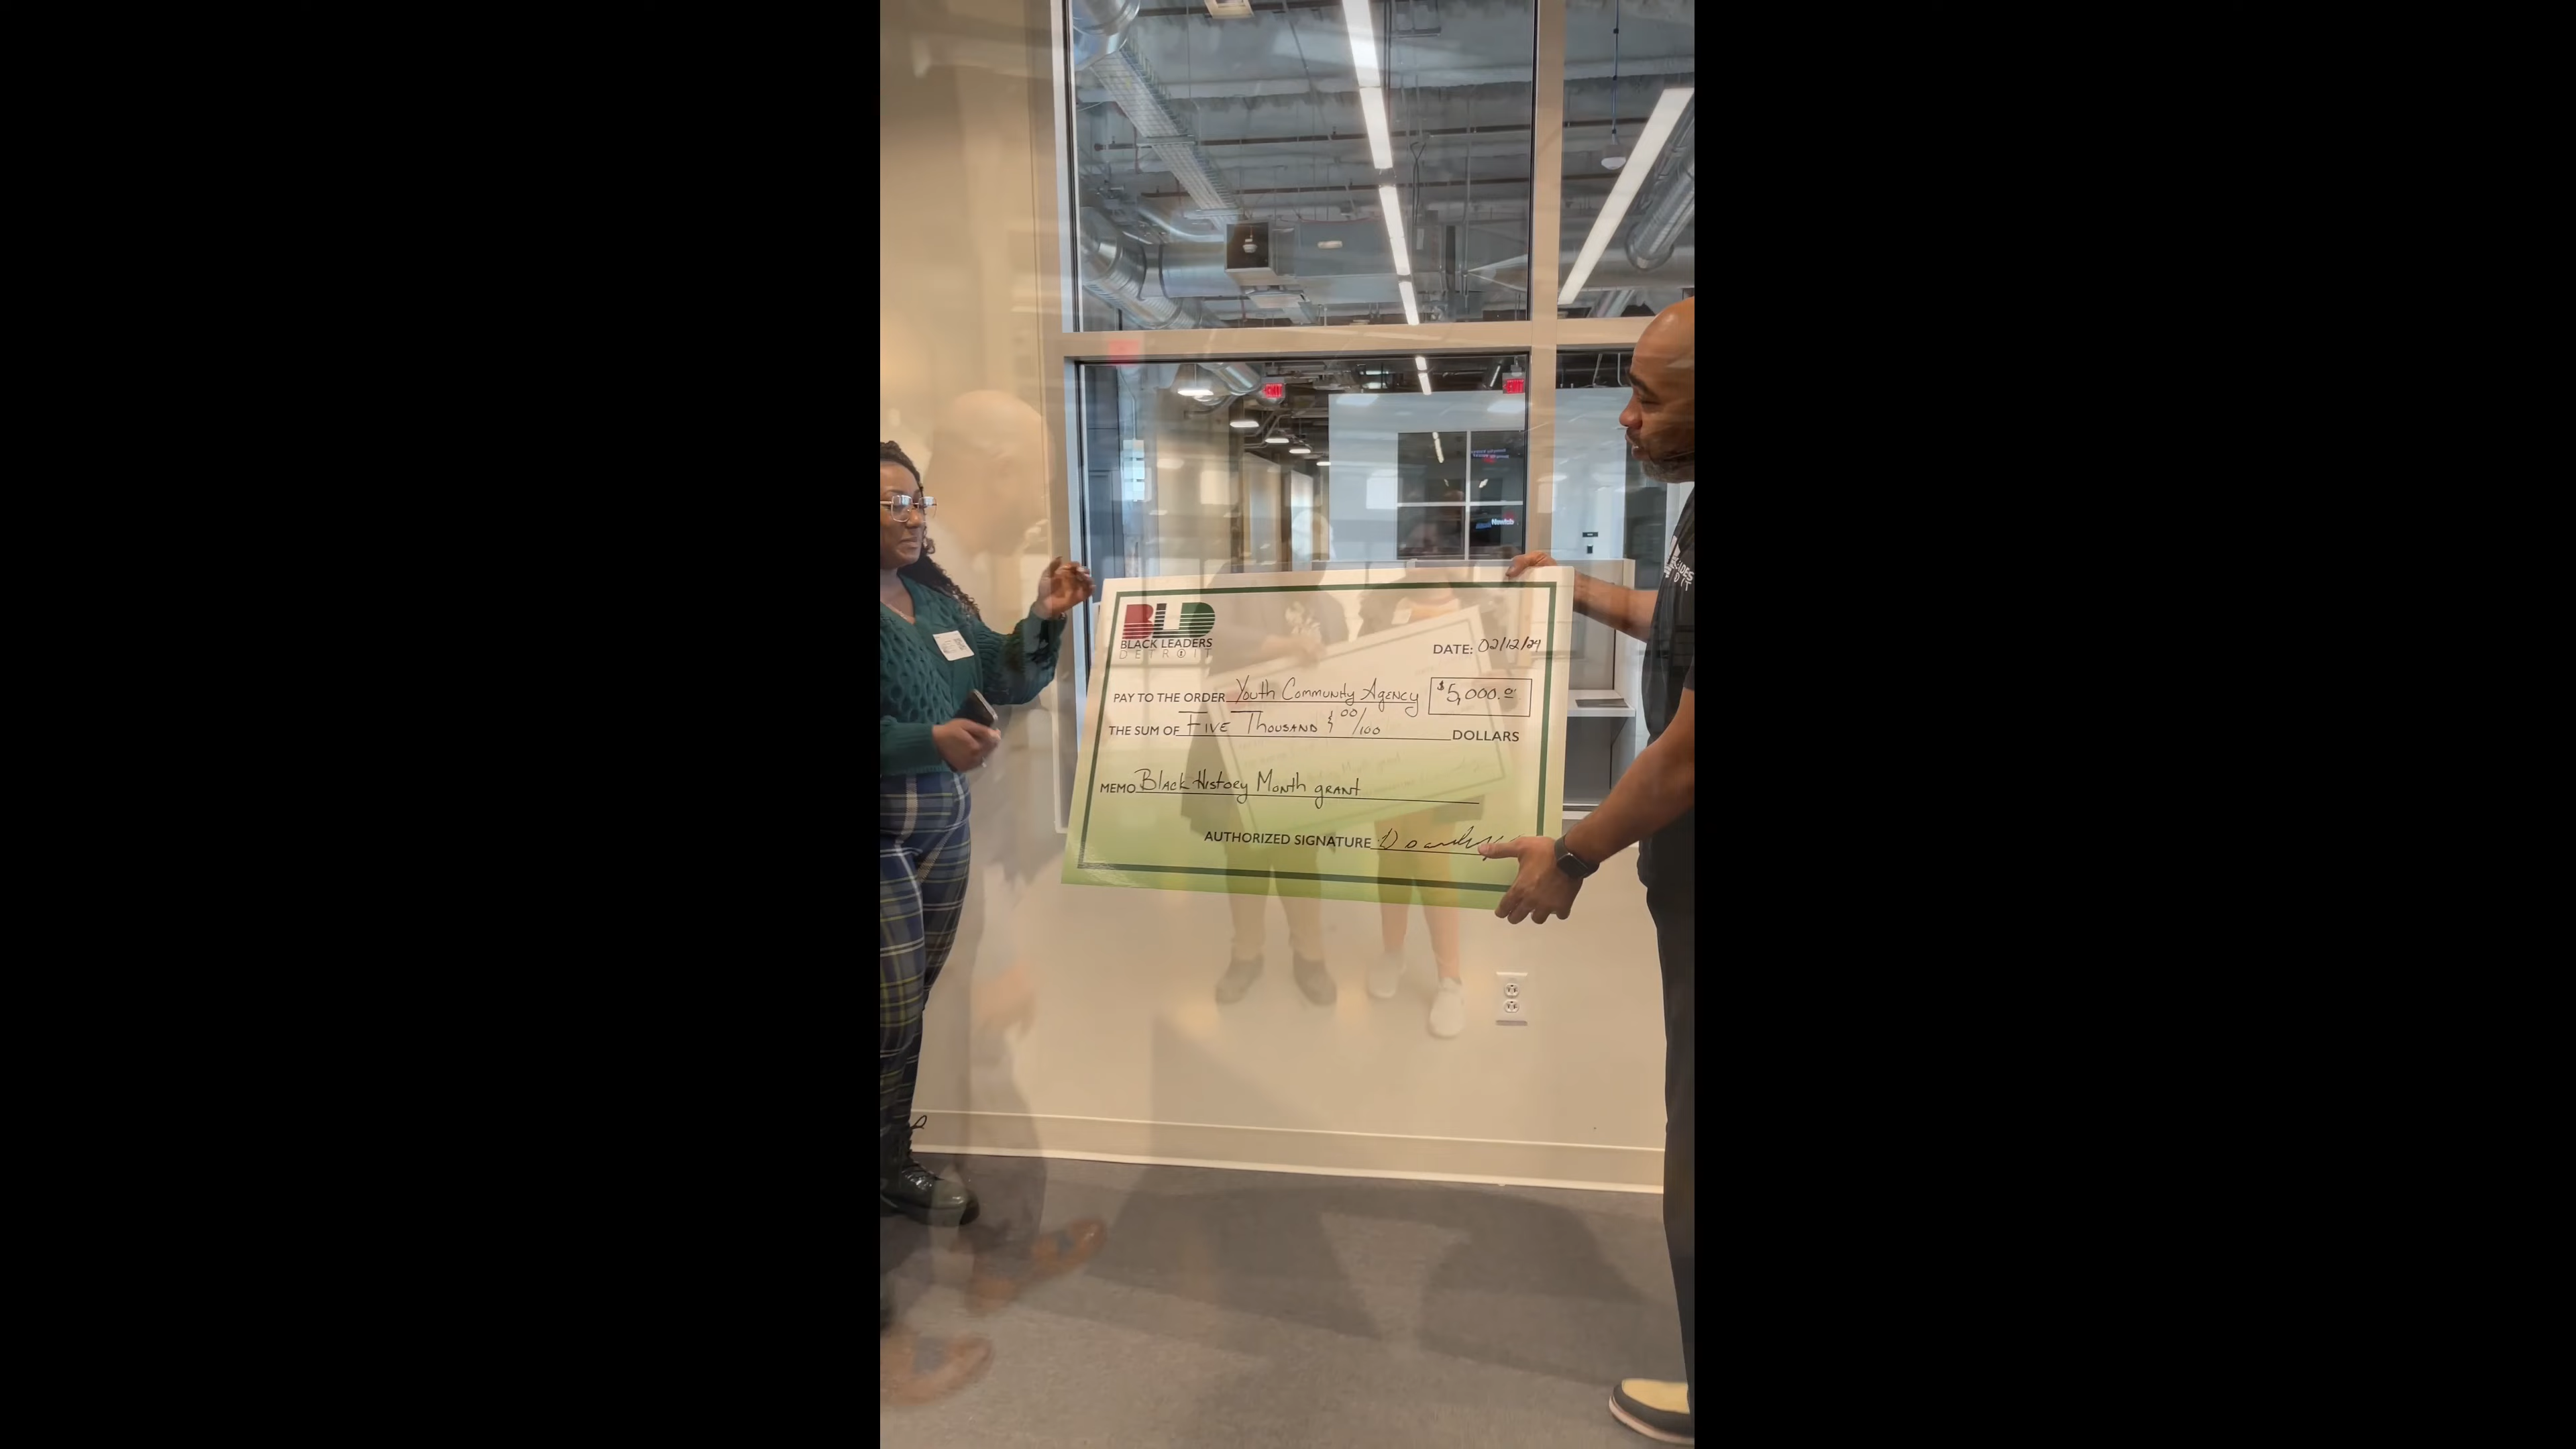 EXIT
EXIT
BLD
BLACK LEADERS
DETROIT
DATE: 02/12/24
PAY TO THE ORDER Youth Community Agency $5,000.00
THE SUM OF Five Thousand & 00/100 DOLLARS
MEMO Black History Month grant
AUTHORIZED SIGNATURE